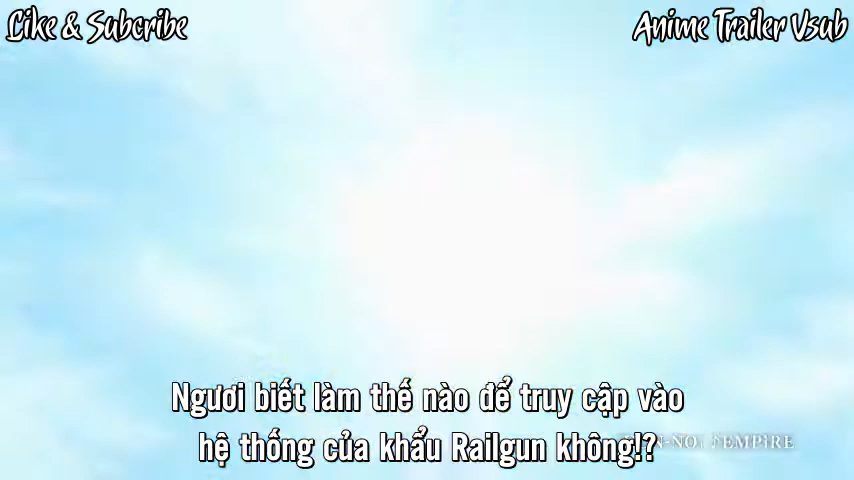 Like & Subcribe
Anime Trailer Vsub
Ngươi biết làm thế nào để truy cập vào
hệ thống của khẩu Railgun không!?